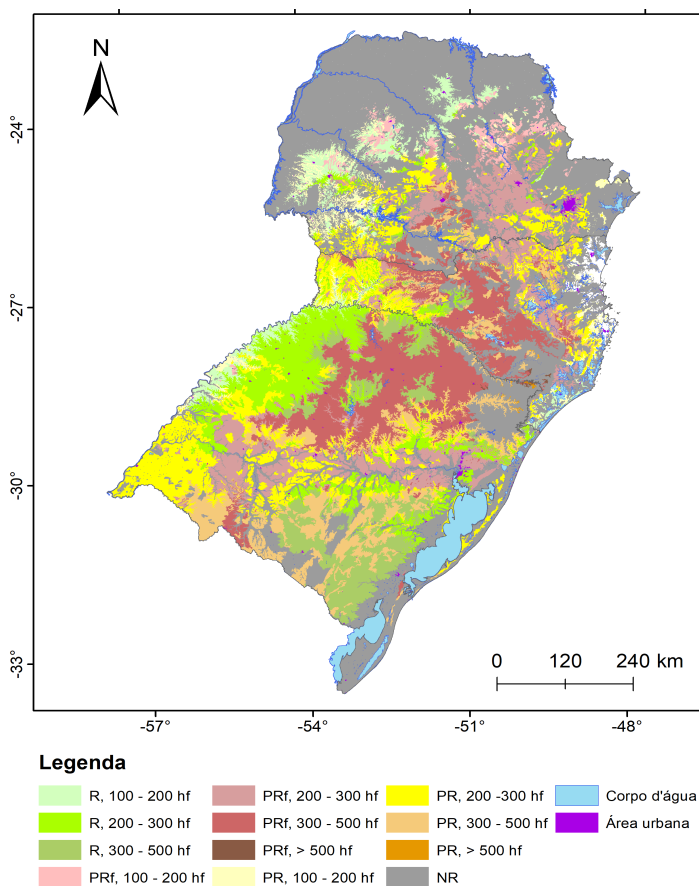 N
-24°
-27°
-30°
-33°
0 120 240 km
-57° -54° -51° -48°
Legenda
R, 100 - 200 hf PRf, 200 - 300 hf PR, 200 -300 hf Corpo d'água
R, 200 - 300 hf PRf, 300 - 500 hf PR, 300 - 500 hf Área urbana
R, 300 - 500 hf PRf, > 500 hf PR, > 500 hf
PRf, 100 - 200 hf PR, 100 - 200 hf NR